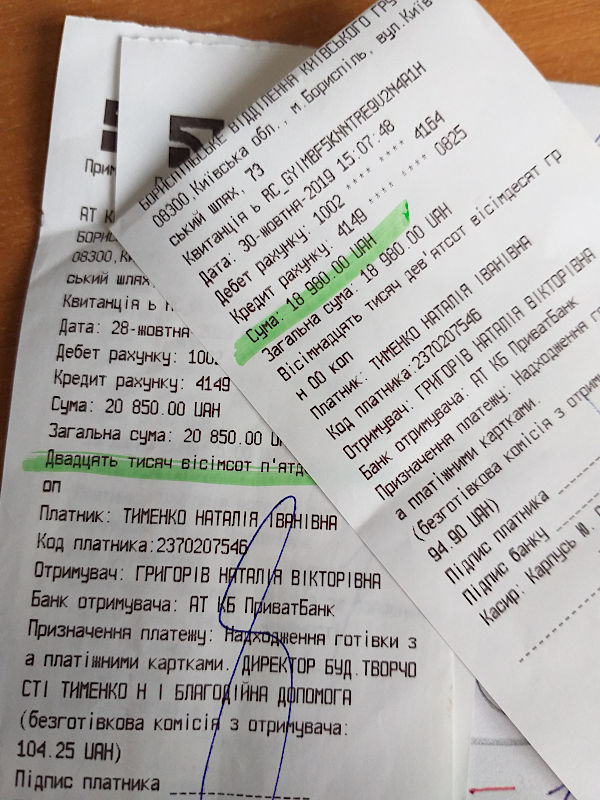 БОРИСПІЛЬСЬКЕ ВІДДІЛЕННЯ КИЇВСЬКОГО ГРУ
08300,Київська обл., м.Бориспіль, вул.Київ
ський шлях, 73
Квитанція ь RC_GYIMBF5KNNTRE9V2N4A1H
Дата: 30-жовтна-2019 15:07:48
Дебет рахунку: 1002 **** **** 4164
Кредит рахунку: 4149 **** **** 0825
Сума: 18 980.00 UAH
Загальна сума: 18 980.00 UAH
Вісімнадцять тисяч дев'ятсот вісімдесят гр
н 00 коп
Платник: ТИМЕНКО НАТАЛІЯ ІВАНІВНА
Код платника:2370207546
Отримувач: ГРИГОРІВ НАТАЛІЯ ВІКТОРІВНА
Банк отримувача: АТ КБ ПриватБанк
Призначення платежу: Надходження г
а платіжними картками.
(безготівкова комісія з отрим
94.90 UAH)
Підпис платника
Підпис банку
Касир: Карпусь М.
Прим
АТ К
БОРИС
08300,К
ський шлях
Квитанція ь
Дата: 28-жовтна
Дебет рахунку: 1002
Кредит рахунку: 4149
Сума: 20 850.00 UAH
Загальна сума: 20 850.00 U
Двадцять тисяч вісімсот п'ятд
оп
Платник: ТИМЕНКО НАТАЛІЯ ІВАНІВНА
Код платника:2370207546
Отримувач: ГРИГОРІВ НАТАЛІЯ ВІКТОРІВНА
Банк отримувача: АТ КБ ПриватБанк
Призначення платежу: Надходження готівки з
а платіжними картками. ДИРЕКТОР БУД.ТВОРЧО
СТІ ТИМЕНКО Н І БЛАГОДІЙНА ДОПОМОГА
(безготівкова комісія з отримувача:
104.25 UAH)
Підпис платника